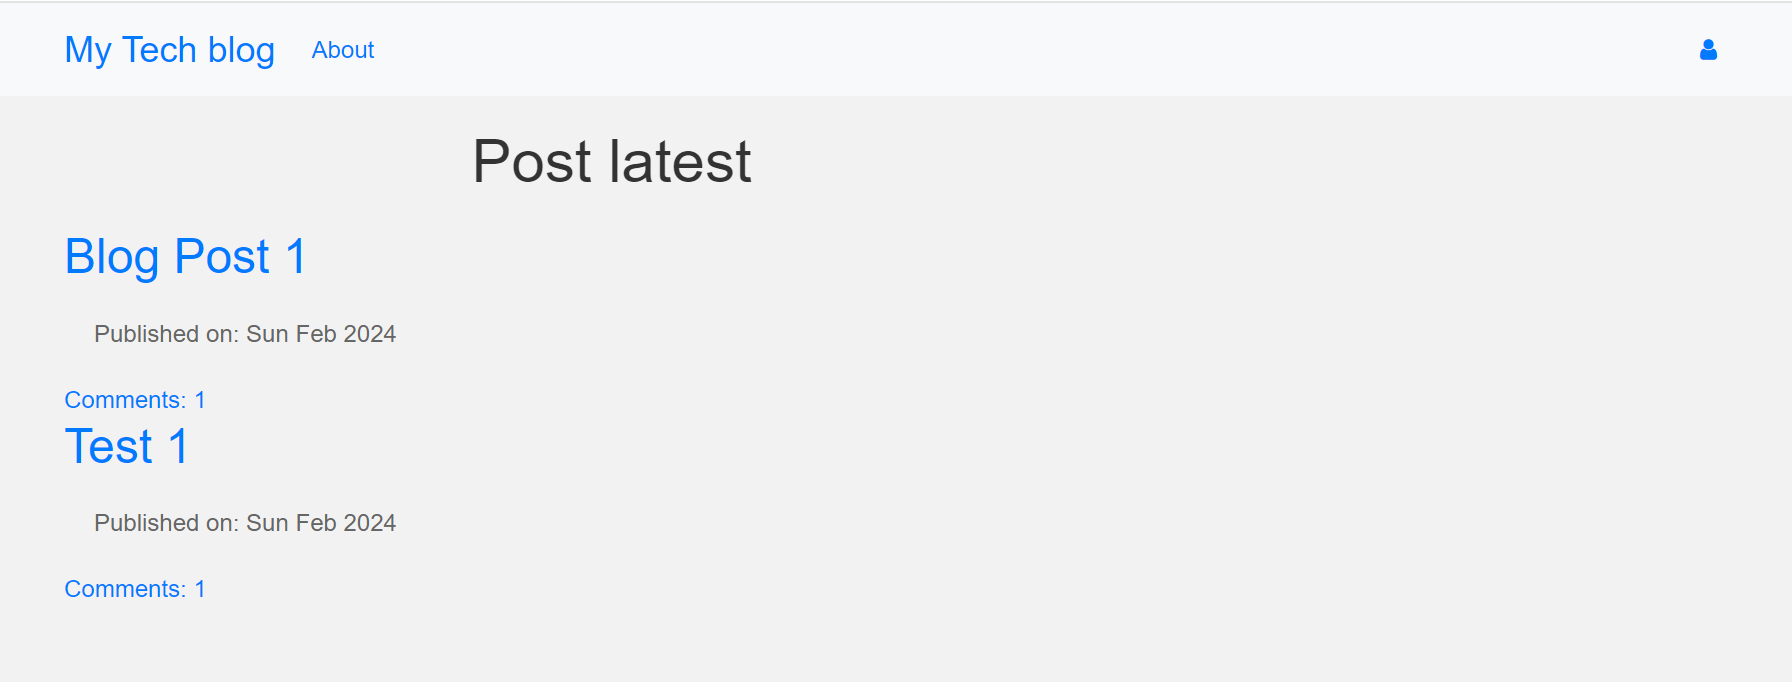 My Tech blog About
Post latest
Blog Post 1
Published on: Sun Feb 2024
Comments: 1
Test 1
Published on: Sun Feb 2024
Comments: 1